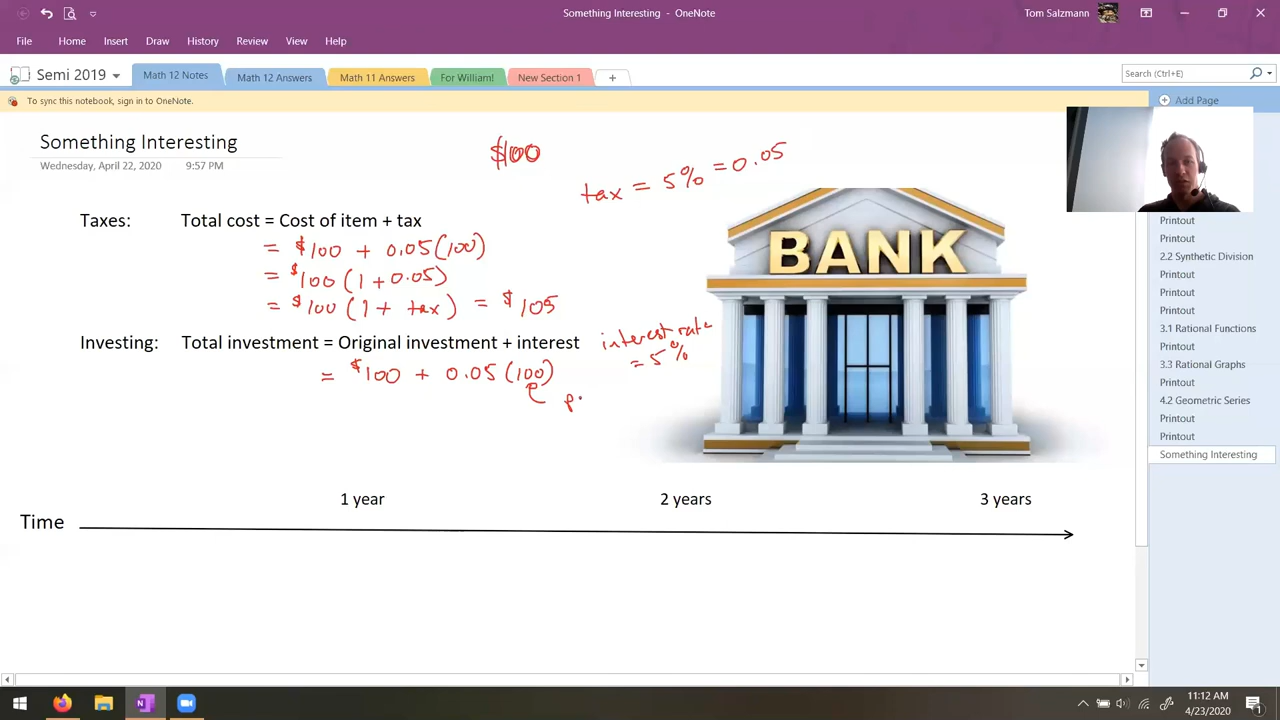 Something Interesting - OneNote
Tom Salzmann
File Home Insert Draw History Review View Help
Semi 2019
Math 12 Notes
Math 12 Answers
Math 11 Answers
For William!
New Section 1
+
Search (Ctrl+E)
To sync this notebook, sign in to OneNote.
Add Page
Something Interesting
Wednesday, April 22, 2020 9:57 PM
$100
tax = 5% = 0.05
Taxes: Total cost = Cost of item + tax
= $100 + 0.05(100)
= $100(1+0.05)
= $100(1+ tax) = $105
BANK
Investing: Total investment = Original investment + interest
interest rate
= 5%
= $100 + 0.05(100)
1 year 2 years 3 years
Time
Printout
Printout
2.2 Synthetic Division
Printout
Printout
3.1 Rational Functions
Printout
3.3 Rational Graphs
Printout
4.2 Geometric Series
Printout
Printout
Something Interesting
11:12 AM
4/23/2020
1